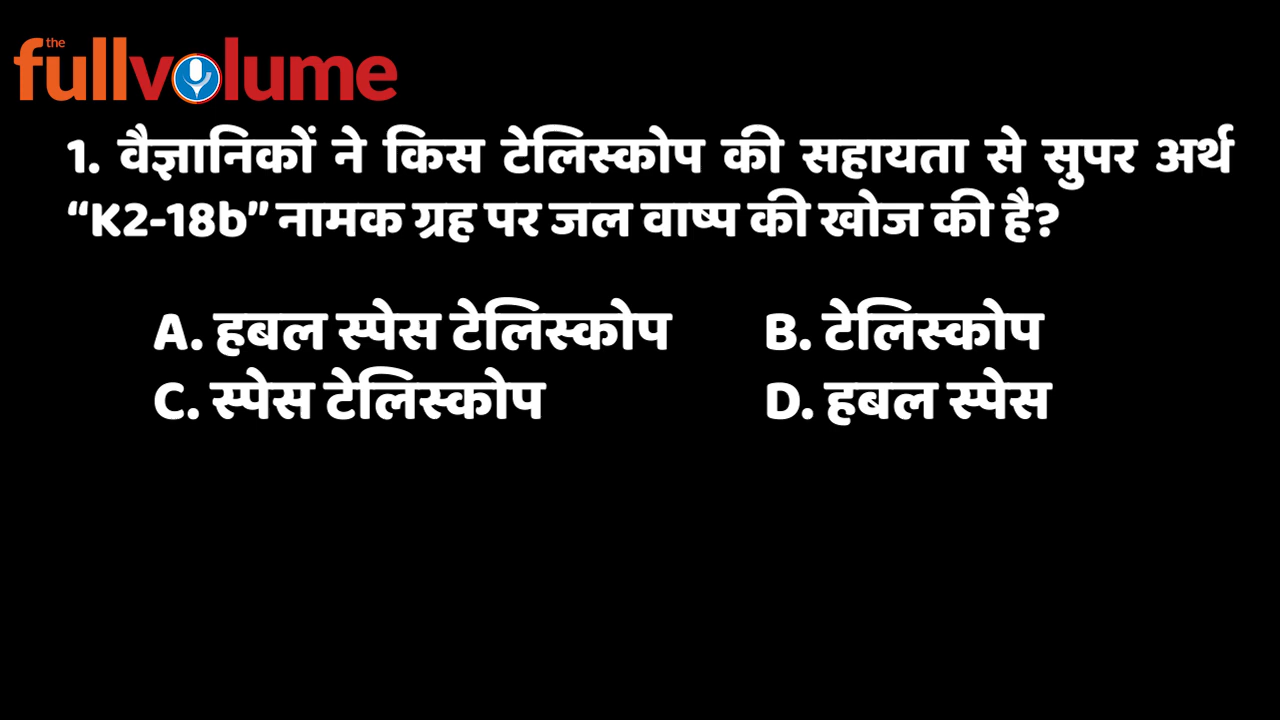 the
fullvolume
1. वैज्ञानिकों ने किस टेलिस्कोप की सहायता से सुपर अर्थ
“K2-18b” नामक ग्रह पर जल वाष्प की खोज की है?
A. हबल स्पेस टेलिस्कोप B. टेलिस्कोप
C. स्पेस टेलिस्कोप D. हबल स्पेस